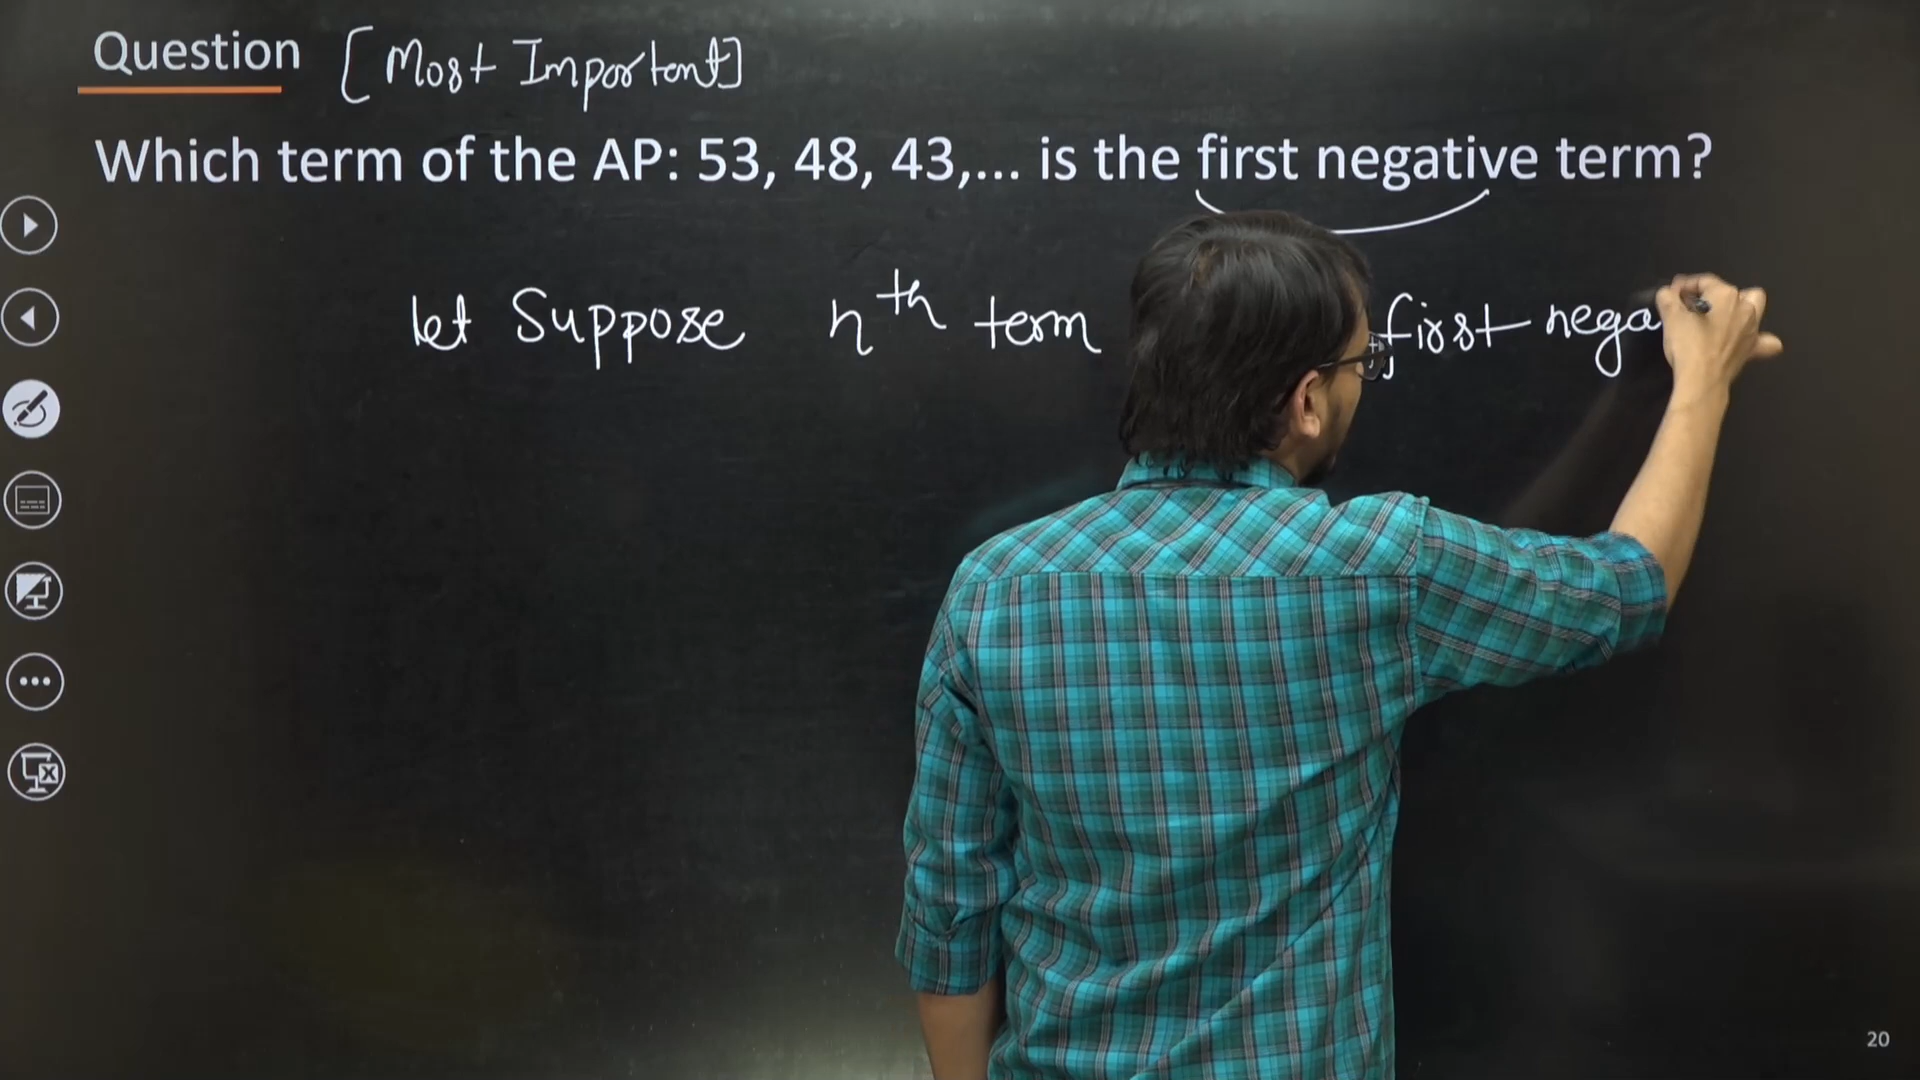 Question [Most Important]
Which term of the AP: 53, 48, 43,... is the first negative term?
let Suppose nth term first nega
20